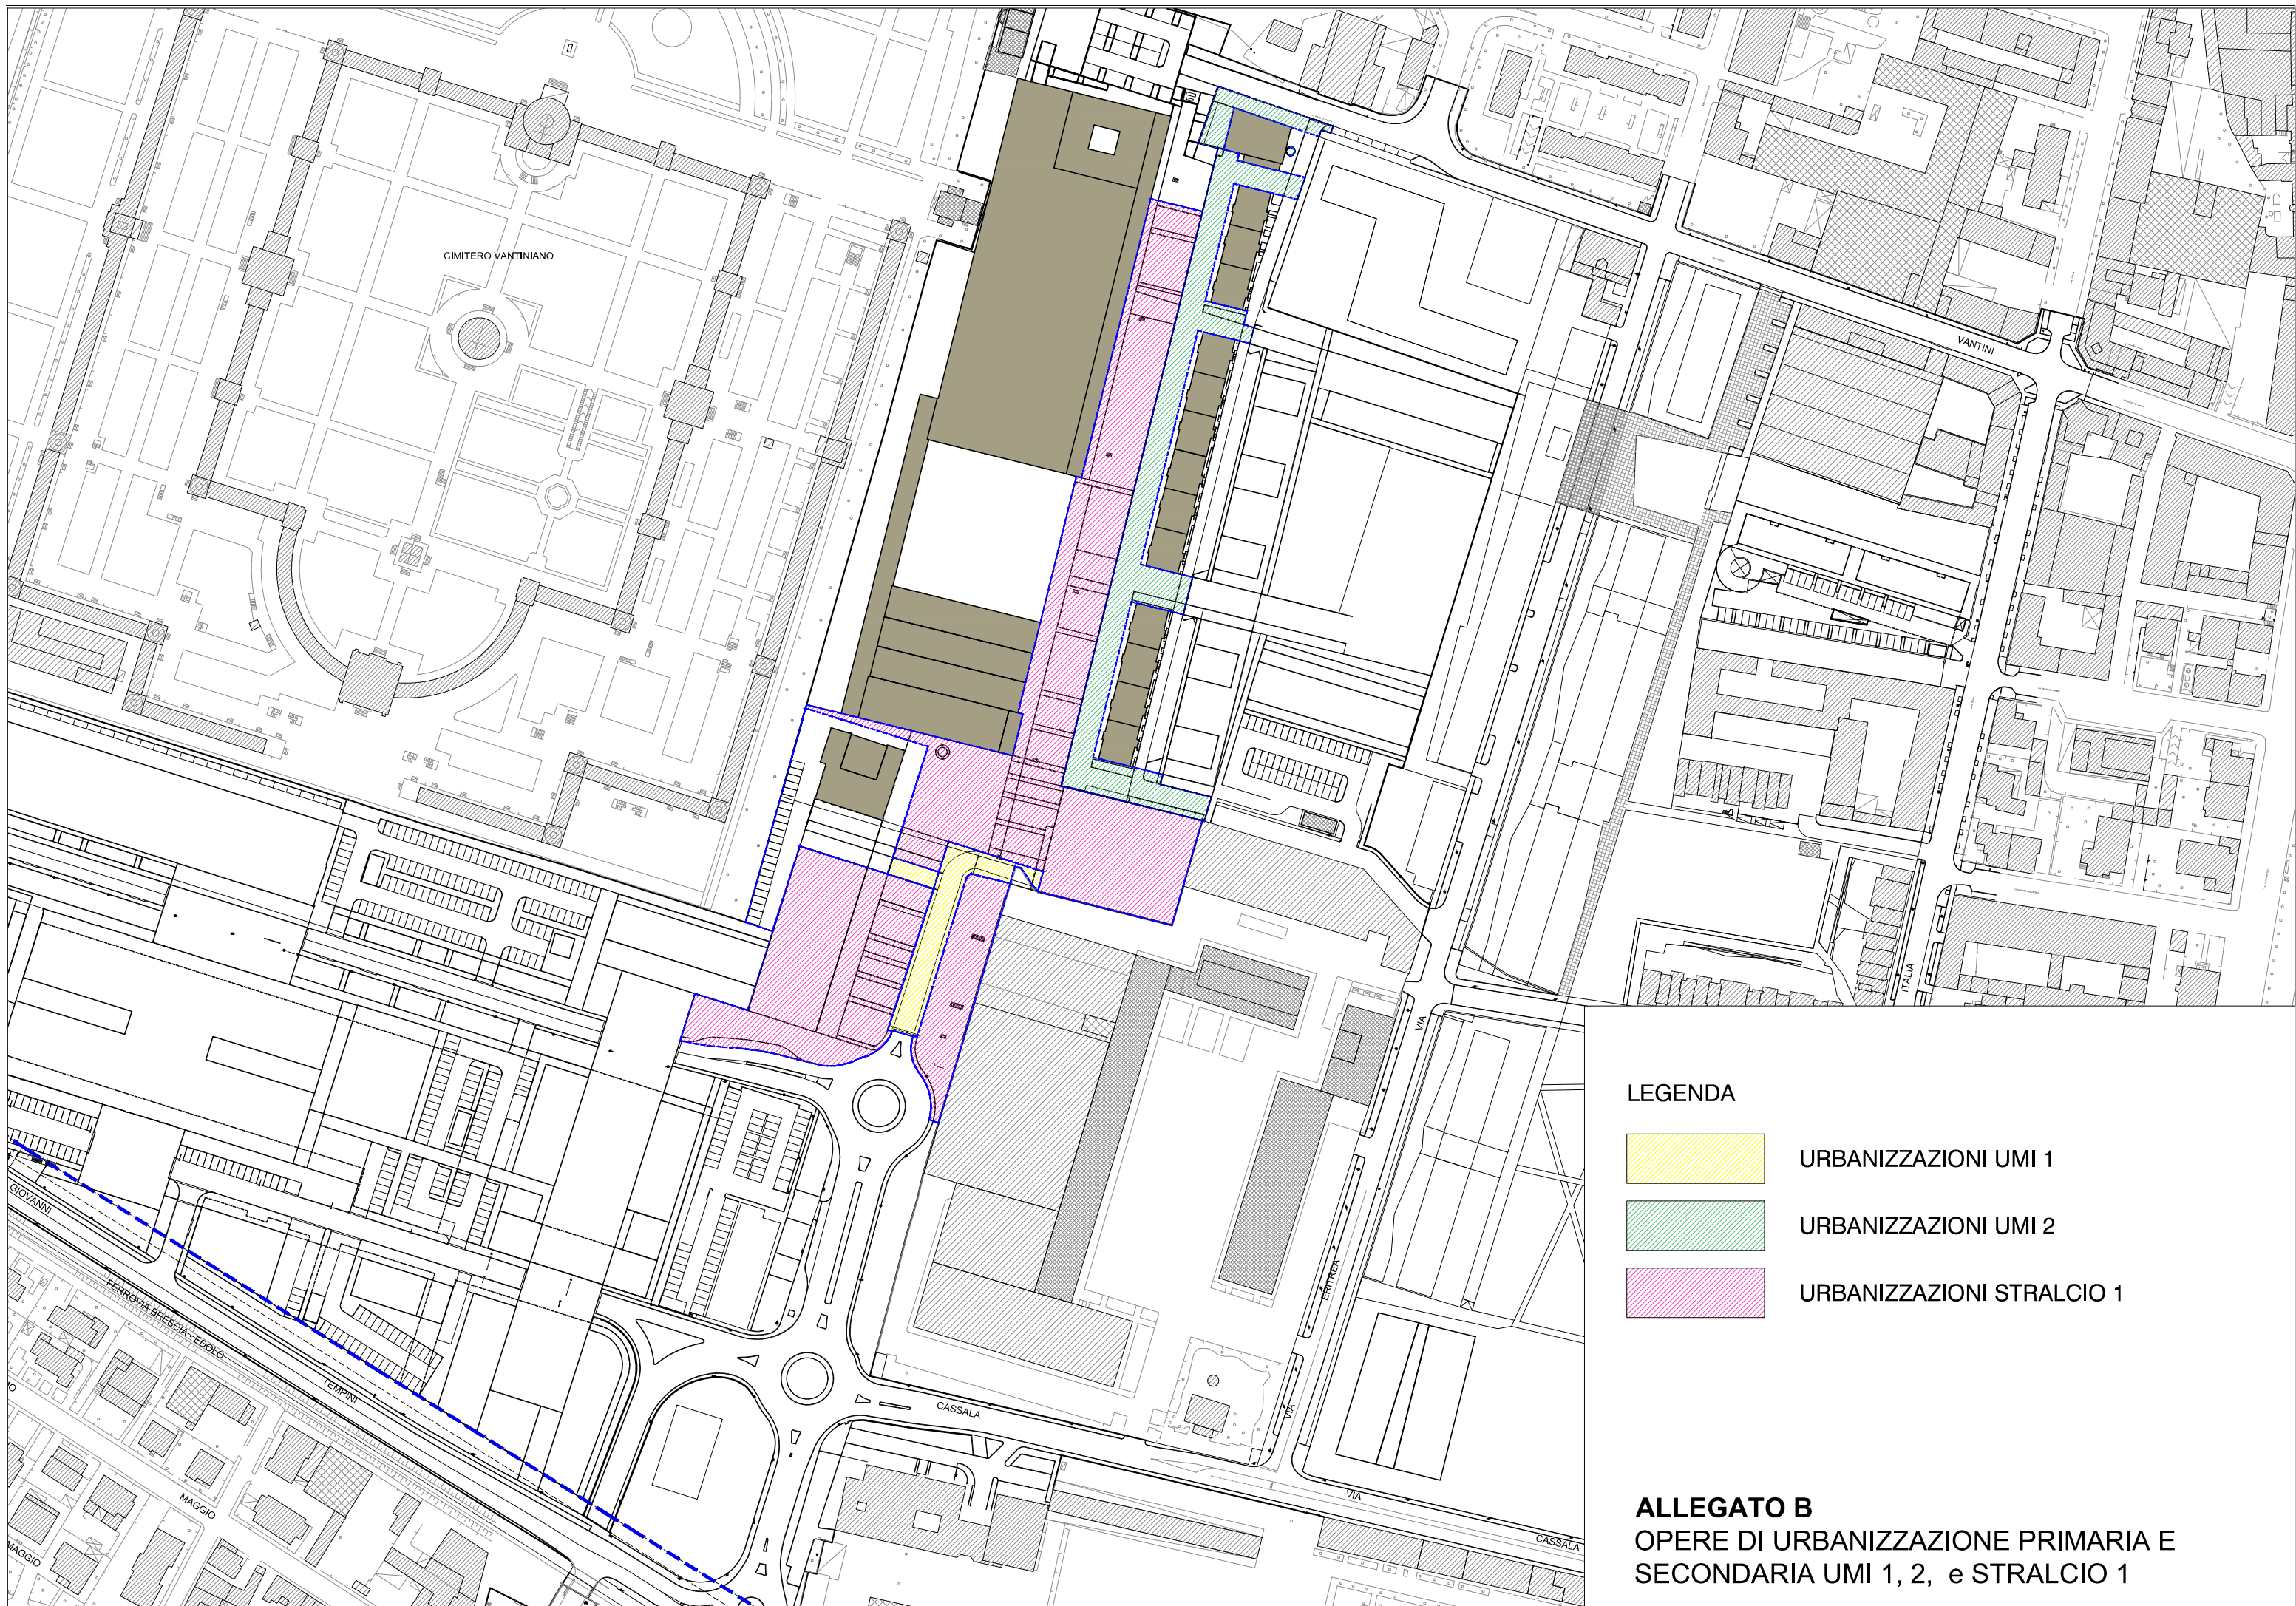 CIMITERO VANTINIANO
VANTINI
ITALIA
VIA
ERITREA
VIA
GIOVANNI
FERROVIA BRESCIA - EDOLO
TEMPINI
CASSALA
MAGGIO
MAGGIO
VIA
CASSALA
LEGENDA
URBANIZZAZIONI UMI 1
URBANIZZAZIONI UMI 2
URBANIZZAZIONI STRALCIO 1
ALLEGATO B
OPERE DI URBANIZZAZIONE PRIMARIA E
SECONDARIA UMI 1, 2, e STRALCIO 1